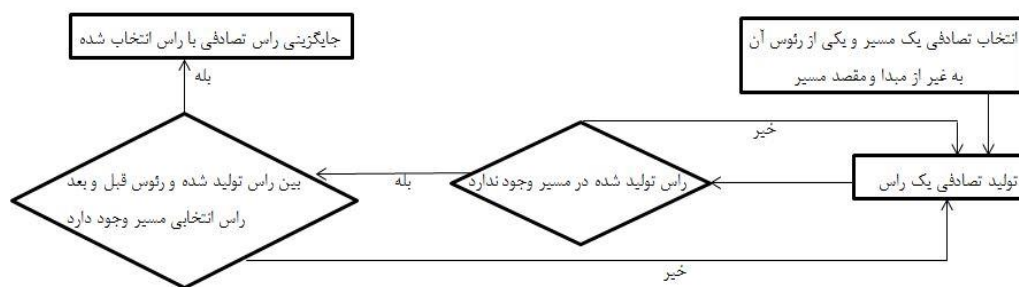 انتخاب تصادفی یک مسیر و یکی از رئوس آن
به غیر از مبدا و مقصد مسیر
تولید تصادفی یک راس
خیر
راس تولید شده در مسیر وجود ندارد
بله
بین راس تولید شده و رئوس قبل و بعد
راس انتخابی مسیر وجود دارد
خیر
بله
جایگزینی راس تصادفی با راس انتخاب شده